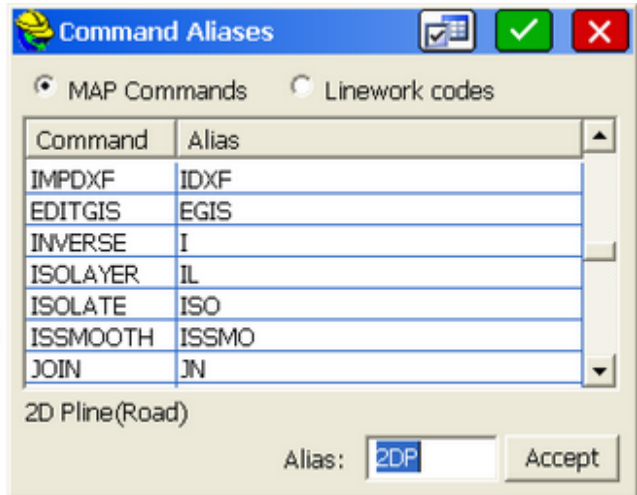 Command Aliases
MAP Commands Linework codes
Command Alias
IMPDXF IDXF
EDITGIS EGIS
INVERSE I
ISOLAYER IL
ISOLATE ISO
ISSMOOTH ISSMO
JOIN JN
2D Pline(Road)
Alias: 2DP Accept